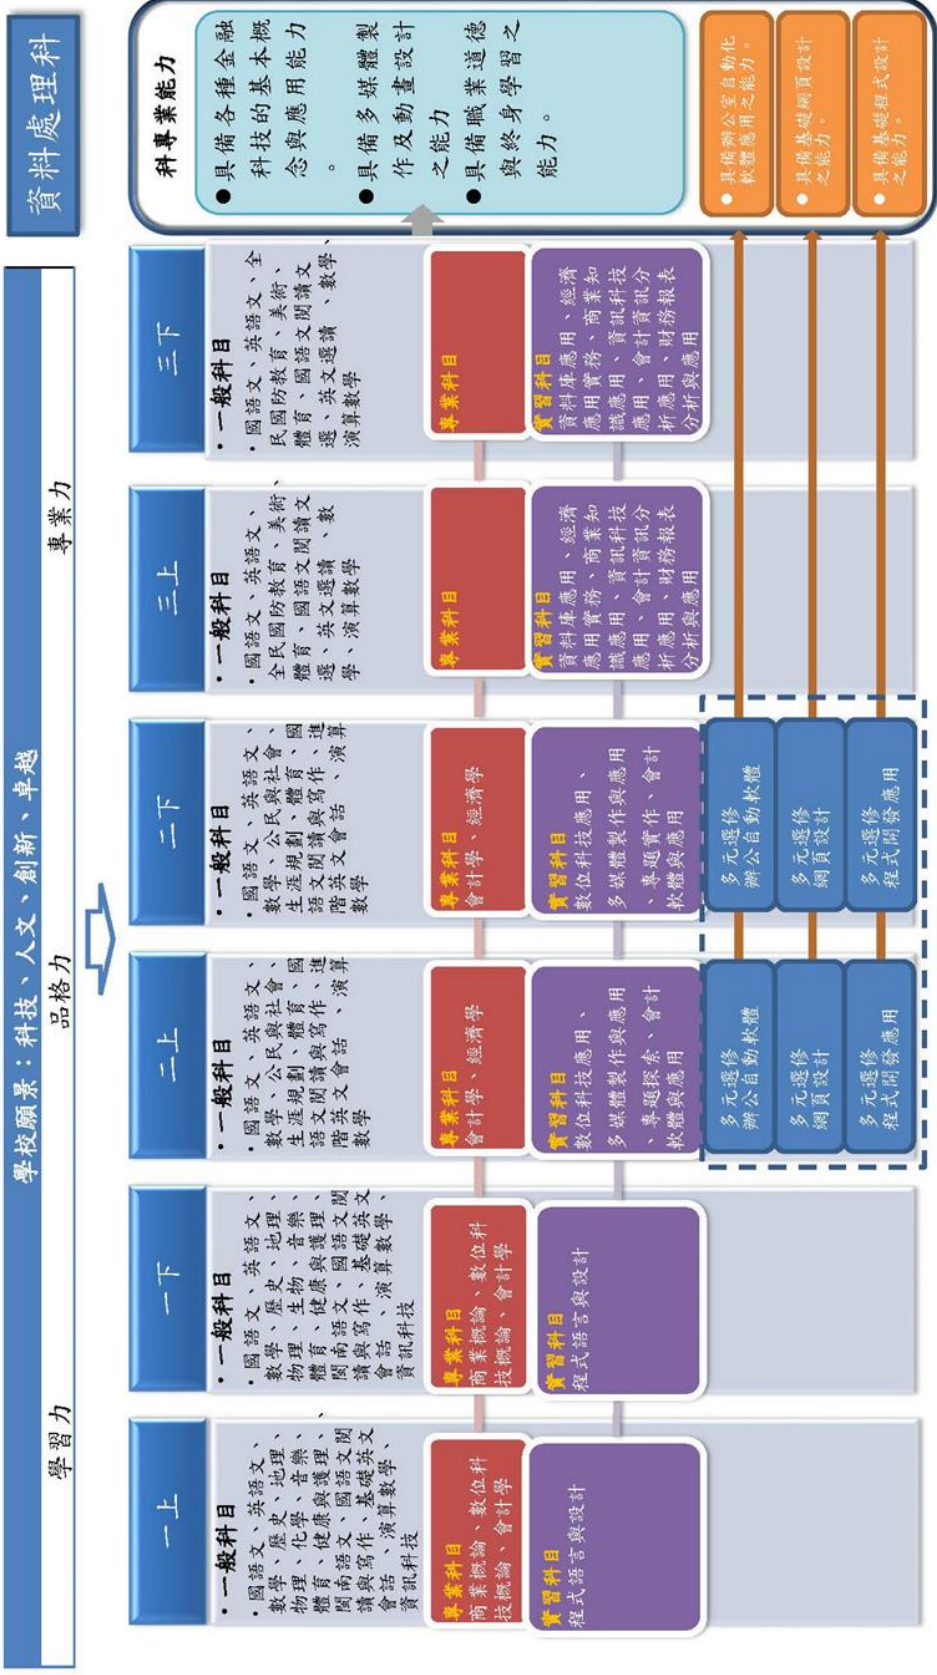 資料處理科
學校願景：科技、人文、創新、卓越
學習力
品格力
專業力
一上
・一般科目
・國語文、英語文、
數學、歷史、地理、
物理、化學、音樂、
體育、健康與護理、
閩南語文、國語文閱
讀與寫作、基礎英文
會話、演算數學、
資訊科技
專業科目
商業概論、數位科
技概論、會計學
實習科目
程式語言與設計
一下
・一般科目
・國語文、英語文、
數學、歷史、地理、
物理、生物、音樂、
體育、健康與護理、
閩南語文、國語文閱
讀與寫作、基礎英文
會話、演算數學、
資訊科技
專業科目
商業概論、數位科
技概論、會計學
實習科目
程式語言與設計
二上
・一般科目
・國語文、英語文、
數學、公民與社會、
生涯規劃、體育、國
語文閱讀與寫作、進
階英文會話、演算
數學
專業科目
會計學、經濟學
實習科目
數位科技應用、
多媒體製作與應用
、專題探索、會計
軟體與應用
多元選修
辦公自動軟體
多元選修
網頁設計
多元選修
程式開發應用
二下
・一般科目
・國語文、英語文、
數學、公民與社會、
生涯規劃、體育、國
語文閱讀與寫作、進
階英文會話、演算
數學
專業科目
會計學、經濟學
實習科目
數位科技應用、
多媒體製作與應用
、專題實作、會計
軟體與應用
多元選修
辦公自動軟體
多元選修
網頁設計
多元選修
程式開發應用
三上
・一般科目
・國語文、英語文、
全民國防教育、美術、
體育、國語文閱讀文
選、英文選讀、數
學、演算數學
專業科目
實習科目
資料庫應用、經濟
應用實務、商業知
識應用、資訊科技
應用、會計資訊分
析應用、財務報表
分析與應用
三下
・一般科目
・國語文、英語文、全
民國防教育、美術、
體育、國語文閱讀文
選、英文選讀、數學、
演算數學
專業科目
實習科目
資料庫應用、經濟
應用實務、商業知
識應用、資訊科技
應用、會計資訊分
析應用、財務報表
分析與應用
科專業能力
●具備各種金融
科技的基本概
念與應用能力
。
●具備多媒體製
作及動畫設計
之能力
●具備職業道德
與終身學習之
能力。
●具備辦公室自動化
軟體應用之能力。
●具備基礎網頁設計
之能力。
●具備基礎程式設計
之能力。